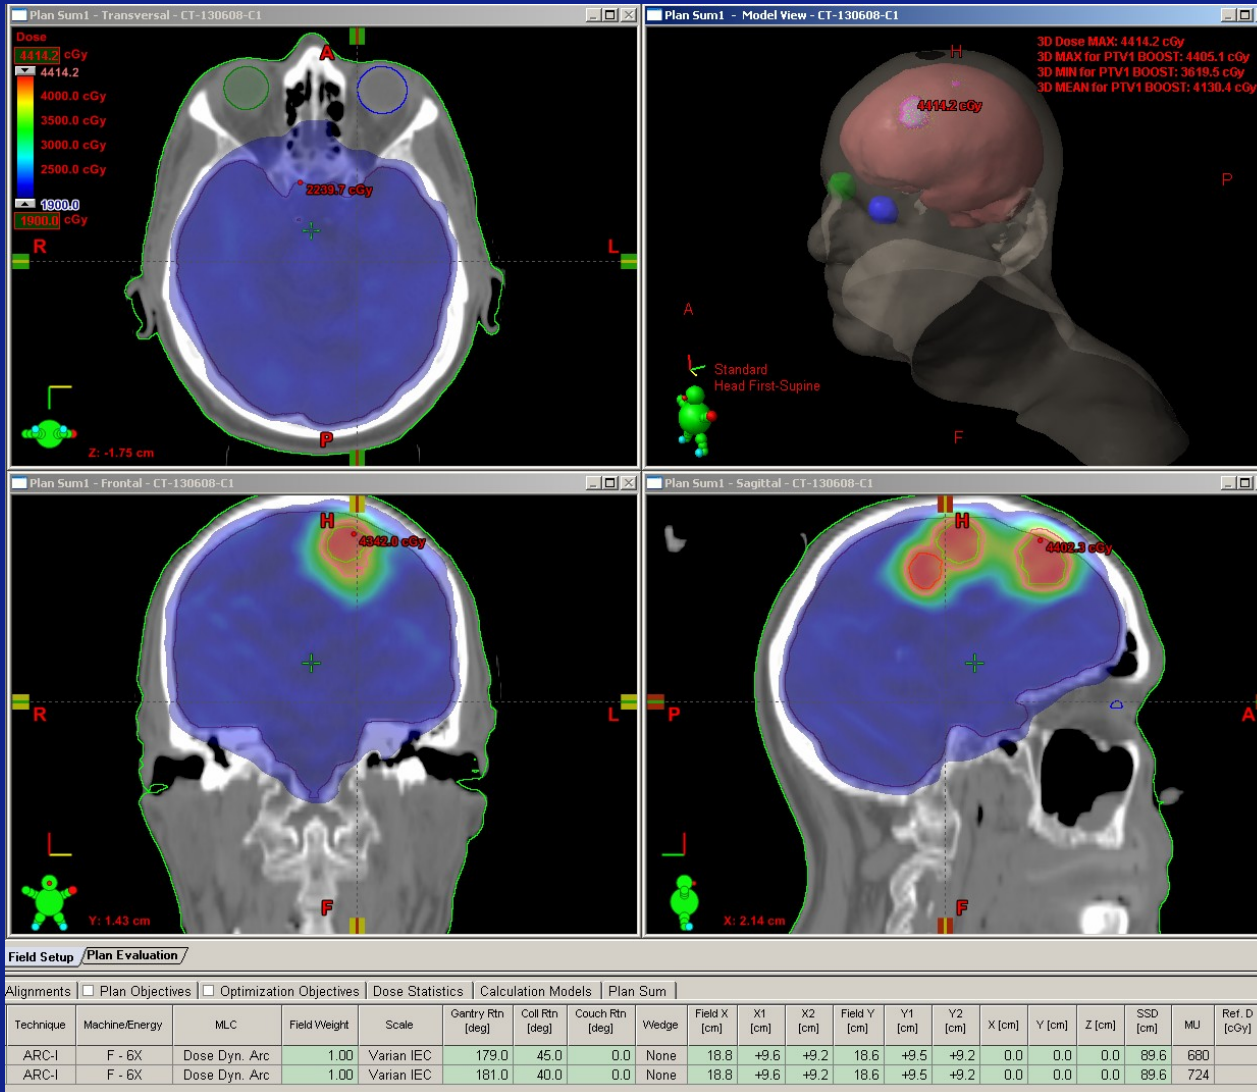 Plan Sum1 - Transversal - CT-130608-C1
Dose
4414.2 cGy
4414.2
4000.0 cGy
3500.0 cGy
3000.0 cGy
2500.0 cGy
1900.0
1900.0 cGy
A
2239.7 cGy
R
L
P
Z: -1.75 cm
Plan Sum1 - Model View - CT-130608-C1
H
3D Dose MAX: 4414.2 cGy
3D MAX for PTV1 BOOST: 4405.1 cGy
3D MIN for PTV1 BOOST: 3619.5 cGy
3D MEAN for PTV1 BOOST: 4130.4 cGy
4414.2 cGy
P
A
Standard
Head First-Supine
F
Plan Sum1 - Frontal - CT-130608-C1
H
4342.0 cGy
R
L
F
Y: 1.43 cm
Plan Sum1 - Sagittal - CT-130608-C1
H
4402.3 cGy
P
A
F
X: 2.14 cm
Field Setup Plan Evaluation
Alignments Plan Objectives Optimization Objectives Dose Statistics Calculation Models Plan Sum
Technique Machine/Energy MLC Field Weight Scale Gantry Rtn [deg] Coll Rtn [deg] Couch Rtn [deg] Wedge Field X [cm] X1 [cm] X2 [cm] Field Y [cm] Y1 [cm] Y2 [cm] X [cm] Y [cm] Z [cm] SSD [cm] MU Ref. D [cGy]
ARC-I F - 6X Dose Dyn. Arc 1.00 Varian IEC 179.0 45.0 0.0 None 18.8 +9.6 +9.2 18.6 +9.5 +9.2 0.0 0.0 0.0 89.6 680
ARC-I F - 6X Dose Dyn. Arc 1.00 Varian IEC 181.0 40.0 0.0 None 18.8 +9.6 +9.2 18.6 +9.5 +9.2 0.0 0.0 0.0 89.6 724